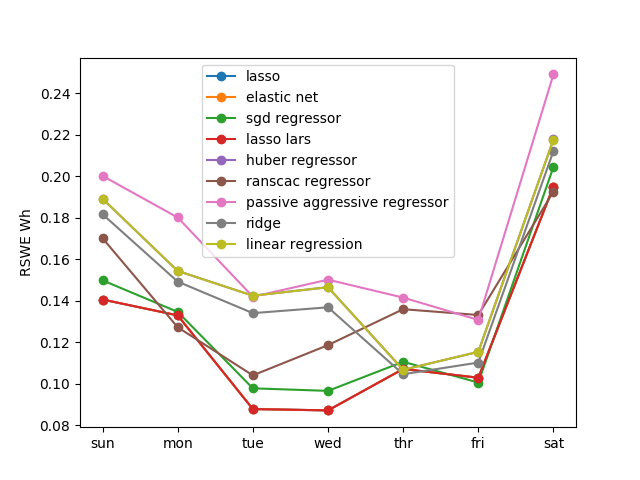 lasso
elastic net
sgd regressor
lasso lars
huber regressor
ranscac regressor
passive aggressive regressor
ridge
linear regression
RSWE Wh
0.24
0.22
0.20
0.18
0.16
0.14
0.12
0.10
0.08
sun mon tue wed thr fri sat